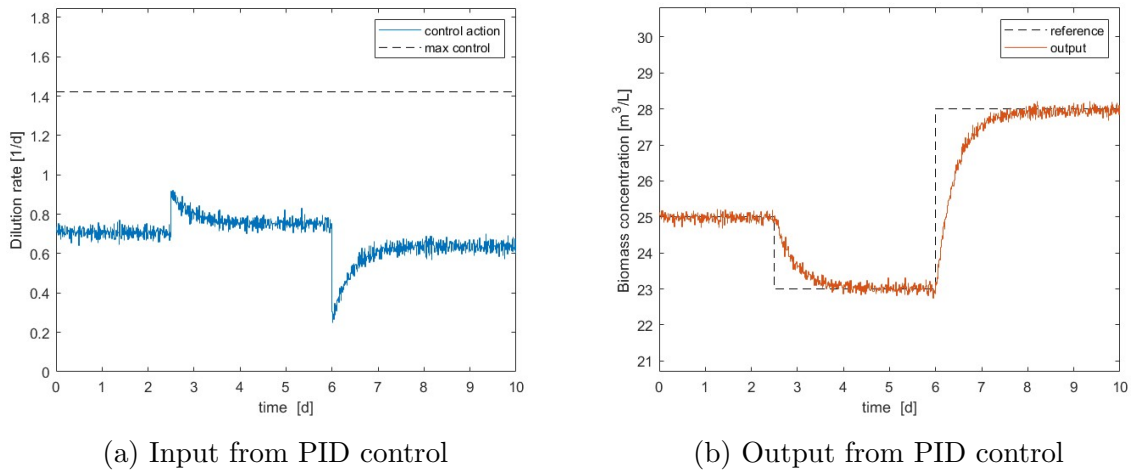 1.8
1.6
1.4
1.2
1
0.8
0.6
0.4
0.2
0
Dilution rate [1/d]
control action
max control
0 1 2 3 4 5 6 7 8 9 10
time [d]
(a) Input from PID control
30
29
28
27
26
25
24
23
22
21
Biomass concentration [m³/L]
reference
output
0 1 2 3 4 5 6 7 8 9 10
time [d]
(b) Output from PID control